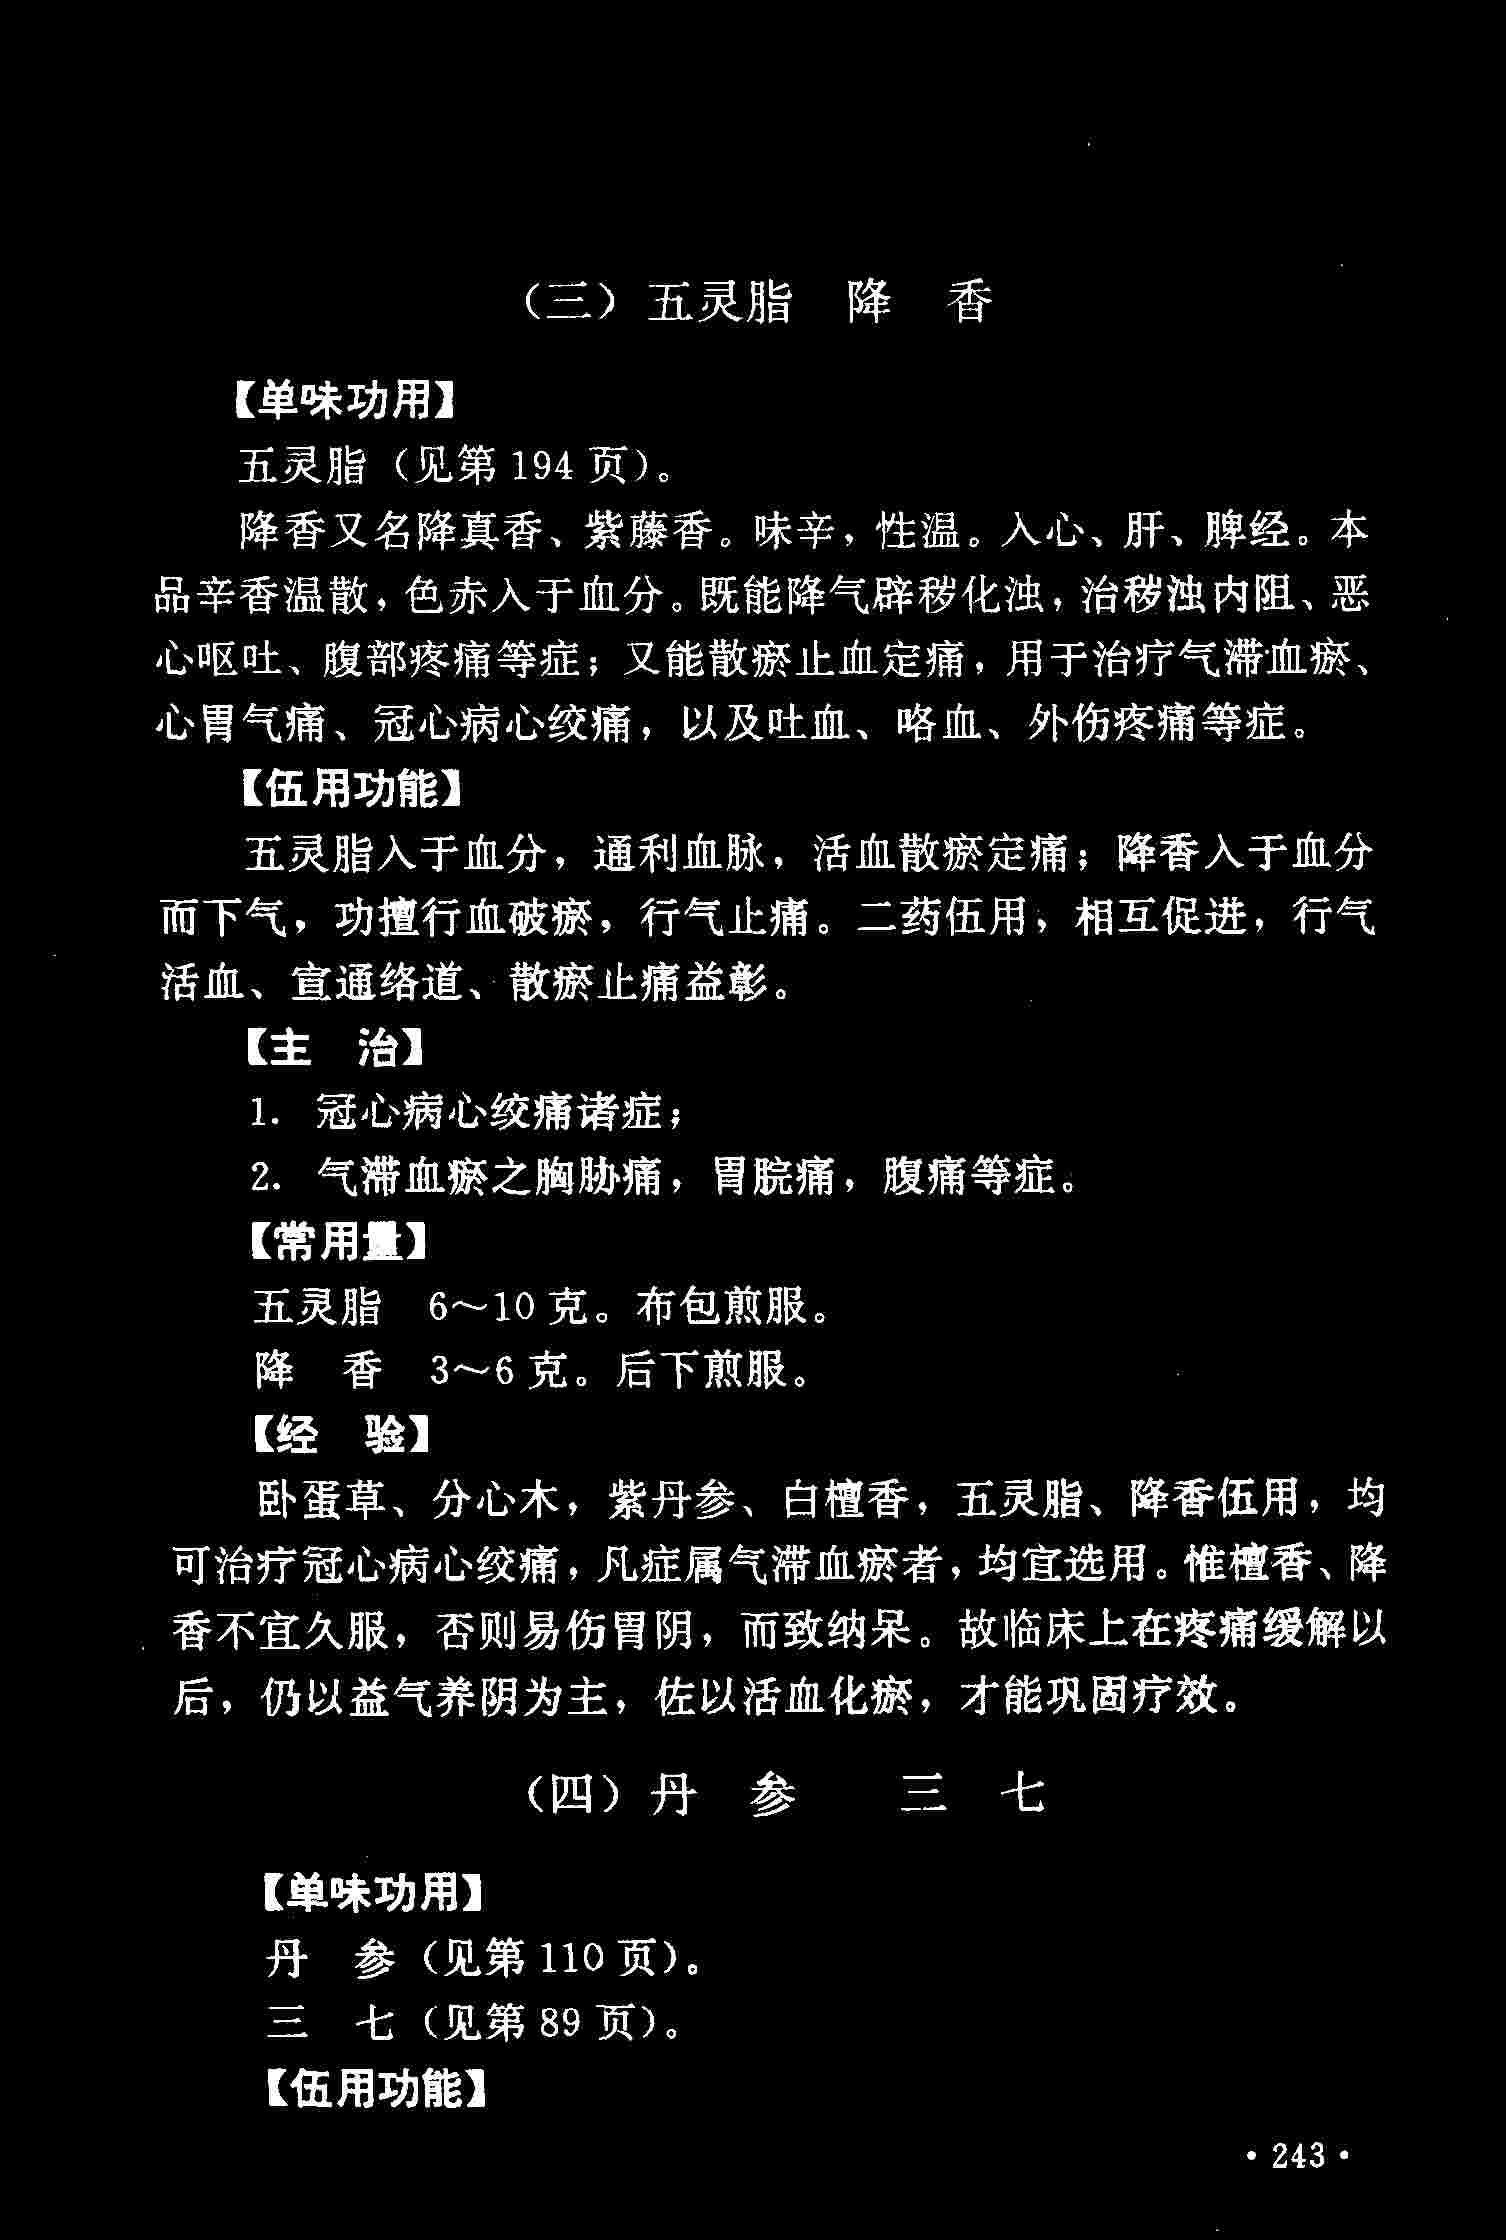 （三）五灵脂　降　香
【单味功用】
五灵脂（见第 194 页）。
降香又名降真香、紫藤香。味辛，性温。入心、肝、脾经。本
品辛香温散，色赤入于血分。既能降气辟秽化浊，治秽浊内阻、恶
心呕吐、腹部疼痛等症；又能散瘀止血定痛，用于治疗气滞血瘀、
心胃气痛、冠心病心绞痛，以及吐血、咯血、外伤疼痛等症。
【伍用功能】
五灵脂入于血分，通利血脉，活血散瘀定痛；降香入于血分
而下气，功擅行血破瘀，行气止痛。二药伍用，相互促进，行气
活血、宣通络道、散瘀止痛益彰。
【主　治】
1. 冠心病心绞痛诸症；
2. 气滞血瘀之胸胁痛，胃脘痛，腹痛等症。
【常用量】
五灵脂　6～10 克。布包煎服。
降　香　3～6 克。后下煎服。
【经　验】
卧蛋草、分心木，紫丹参、白檀香，五灵脂、降香伍用，均
可治疗冠心病心绞痛，凡症属气滞血瘀者，均宜选用。惟檀香、降
香不宜久服，否则易伤胃阴，而致纳呆。故临床上在疼痛缓解以
后，仍以益气养阴为主，佐以活血化瘀，才能巩固疗效。
（四）丹　参　　三　七
【单味功用】
丹　参（见第 110 页）。
三　七（见第 89 页）。
【伍用功能】
· 243 ·